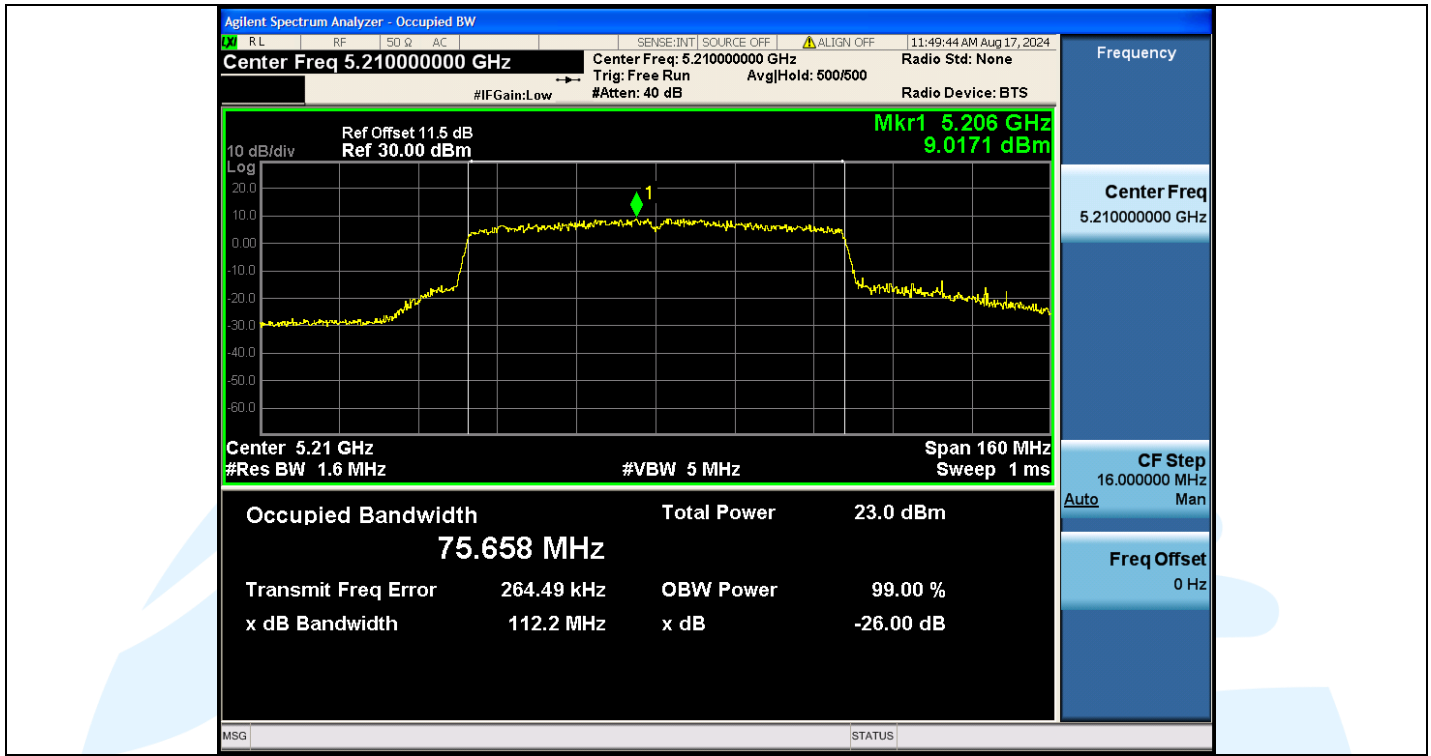 Agilent Spectrum Analyzer - Occupied BW
LXI RL RF 50 Ω AC SENSE:INT SOURCE OFF ALIGN OFF 11:49:44 AM Aug 17, 2024
Center Freq 5.210000000 GHz
Center Freq: 5.210000000 GHz
Radio Std: None
Trig: Free Run Avg|Hold: 500/500
#IFGain:Low
#Atten: 40 dB
Radio Device: BTS
Frequency
Mkr1 5.206 GHz
9.0171 dBm
Ref Offset 11.5 dB
10 dB/div Ref 30.00 dBm
Log
20.0
10.0
0.00
-10.0
-20.0
-30.0
-40.0
-50.0
-60.0
1
Center 5.21 GHz
Span 160 MHz
#Res BW 1.6 MHz
#VBW 5 MHz
Sweep 1 ms
Center Freq
5.210000000 GHz
CF Step
16.000000 MHz
Auto Man
Freq Offset
0 Hz
Occupied Bandwidth
75.658 MHz
Total Power 23.0 dBm
Transmit Freq Error 264.49 kHz OBW Power 99.00 %
x dB Bandwidth 112.2 MHz x dB -26.00 dB
MSG STATUS